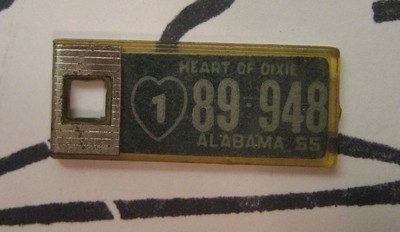 HEART OF DIXIE
1 89-948
ALABAMA 55